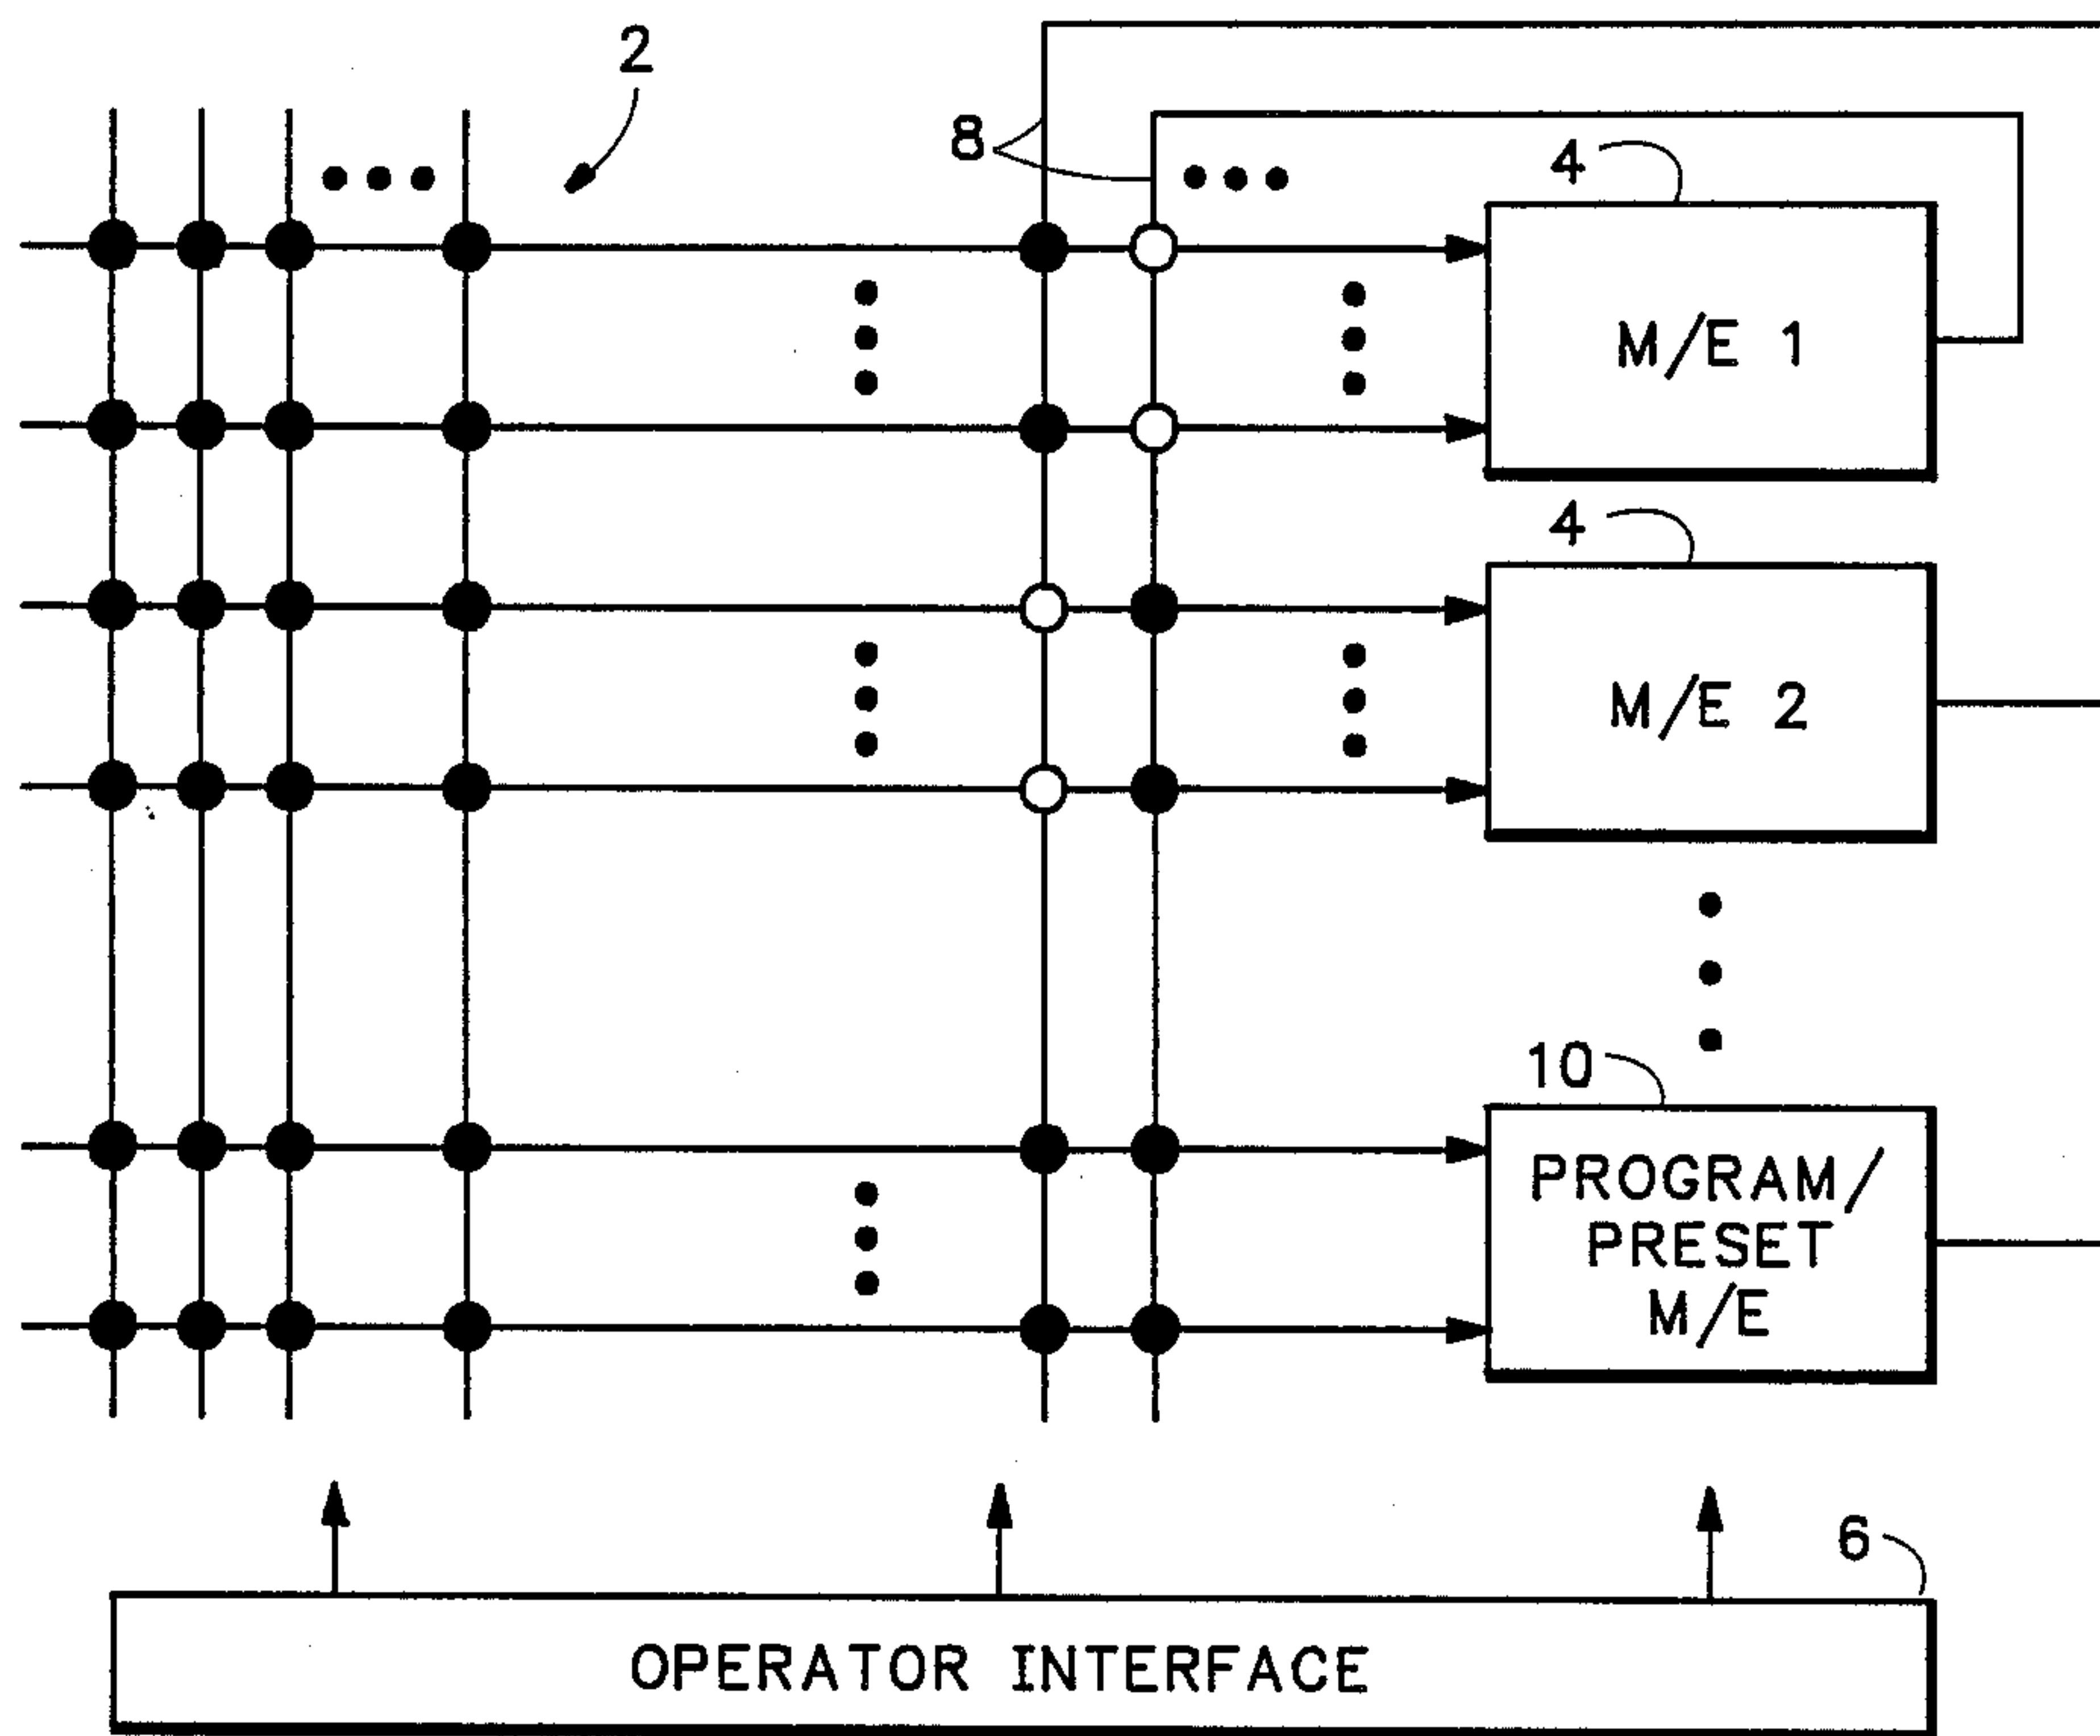 2
8
4
M/E 1
4
M/E 2
10
PROGRAM/
PRESET
M/E
6
OPERATOR INTERFACE